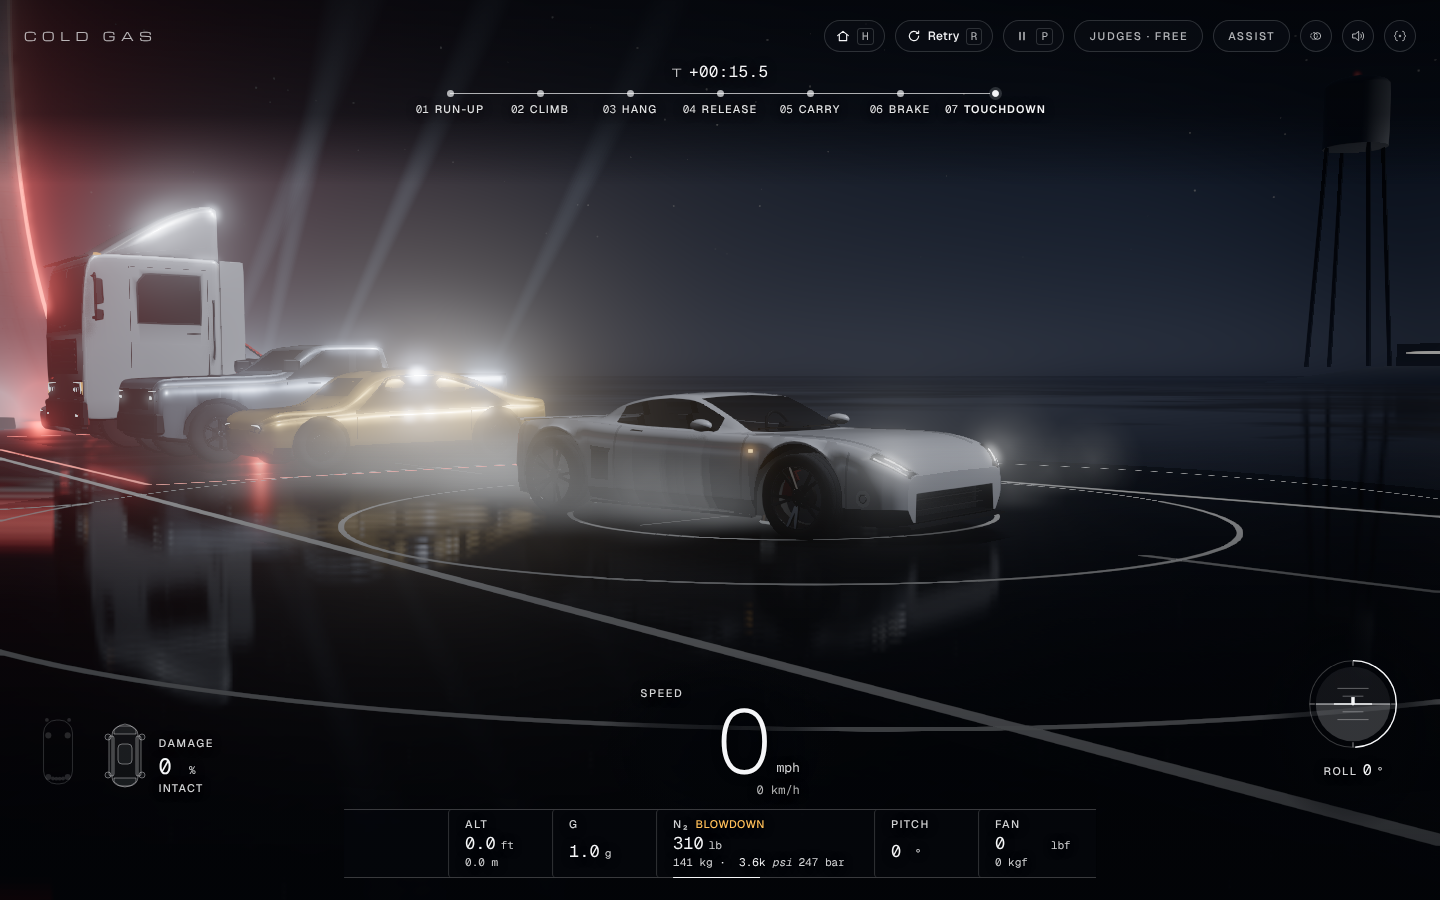 COLD GAS
H
Retry R
P
JUDGES · FREE
ASSIST
T +00:15.5
01 RUN-UP
02 CLIMB
03 HANG
04 RELEASE
05 CARRY
06 BRAKE
07 TOUCHDOWN
SPEED
0 mph
0 km/h
DAMAGE
0 %
INTACT
ROLL 0 °
ALT
0.0 ft
0.0 m
G
1.0 g
N₂ BLOWDOWN
310 lb
141 kg · 3.6k psi 247 bar
PITCH
0 °
FAN
0 lbf
0 kgf